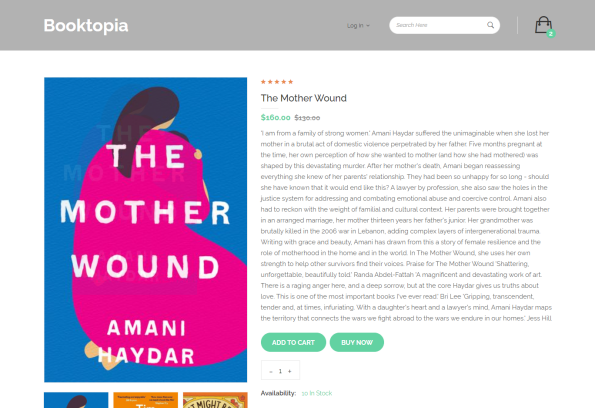 Booktopia
Log in
Search Here
2
THE
MOTHER
WOUND
AMANI
HAYDAR
The Mother Wound
$160.00 $130.00
'I am from a family of strong women.' Amani Haydar suffered the unimaginable when she lost her
mother in a brutal act of domestic violence perpetrated by her father. Five months pregnant at
the time, her own perception of how she wanted to mother (and how she had mothered) was
shaped by this devastating murder. After her mother's death, Amani began reassessing
everything she knew of her parents' relationship. They had been so unhappy for so long - should
she have known that it would end like this? A lawyer by profession, she also saw the holes in the
justice system for addressing and combating emotional abuse and coercive control. Amani also
had to reckon with the weight of familial and cultural context. Her parents were brought together
in an arranged marriage, her mother thirteen years her father's junior. Her grandmother was
brutally killed in the 2006 war in Lebanon, adding complex layers of intergenerational trauma.
Writing with grace and beauty, Amani has drawn from this a story of female resilience and the
role of motherhood in the home and in the world. In The Mother Wound, she uses her own
strength to help other survivors find their voices. Praise for The Mother Wound 'Shattering,
unforgettable, beautifully told.' Randa Abdel-Fattah 'A magnificent and devastating work of art.
There is a raging anger here, and a deep sorrow, but at the core Haydar gives us truths about
love. This is one of the most important books I've ever read.' Bri Lee 'Gripping, transcendent,
tender and, at times, infuriating. With a daughter's heart and a lawyer's mind, Amani Haydar maps
the territory that connects the wars we fight abroad to the wars we endure in our homes.' Jess Hill
ADD TO CART BUY NOW
- 1 +
Availability: 20 In Stock